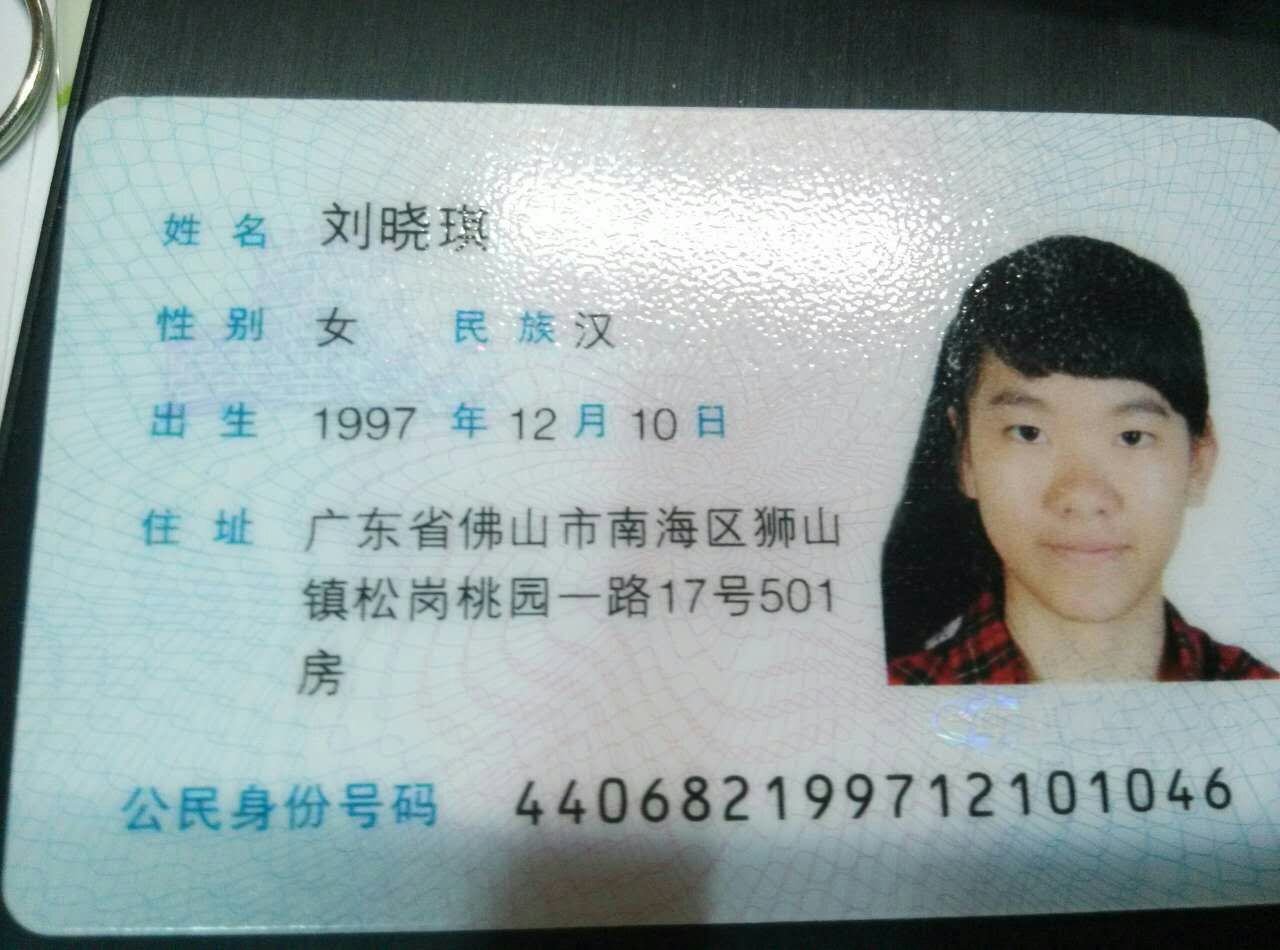 姓名 刘晓琪
性别 女 民族 汉
出生 1997 年 12 月 10 日
住址 广东省佛山市南海区狮山
镇松岗桃园一路17号501
房
公民身份号码 440682199712101046